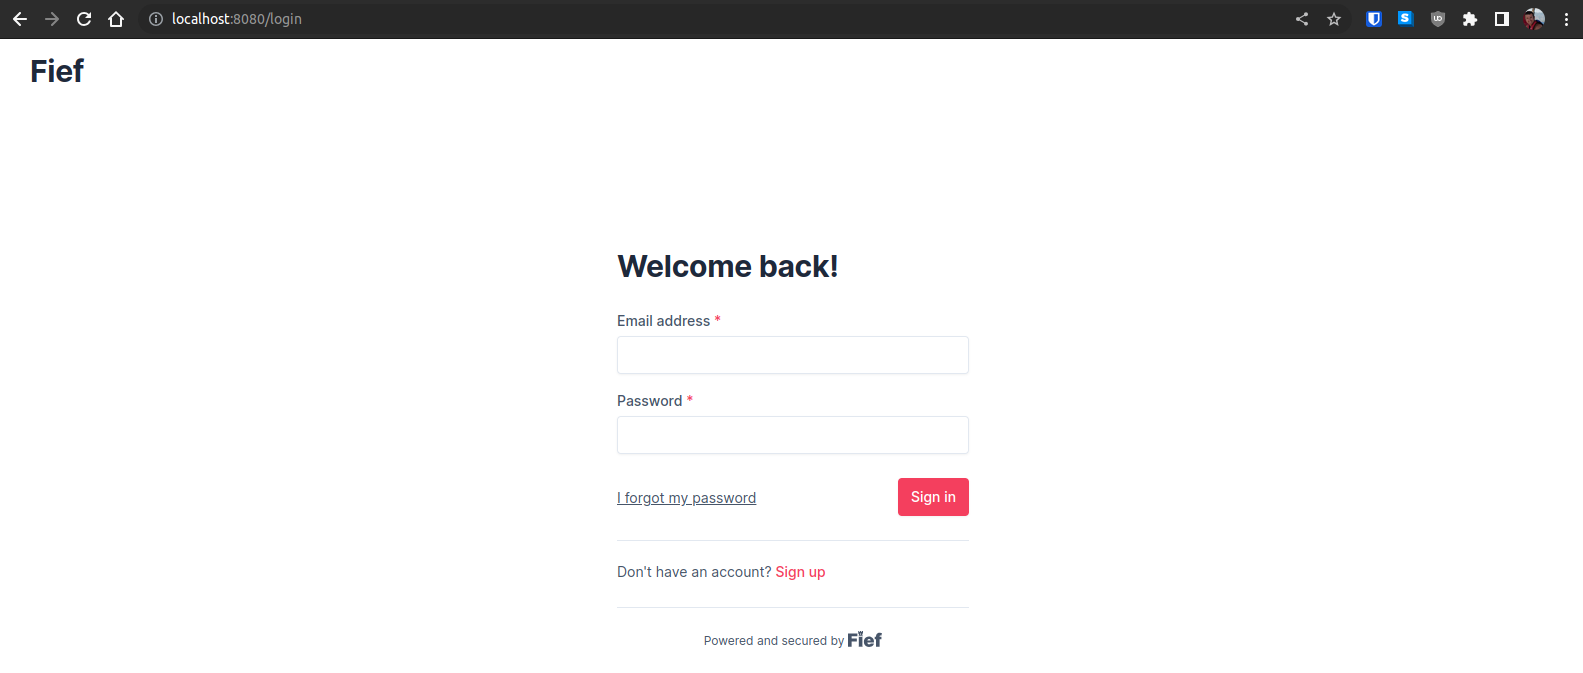 localhost:8080/login
Fief
Welcome back!
Email address *
Password *
I forgot my password
Sign in
Don't have an account? Sign up
Powered and secured by Fief